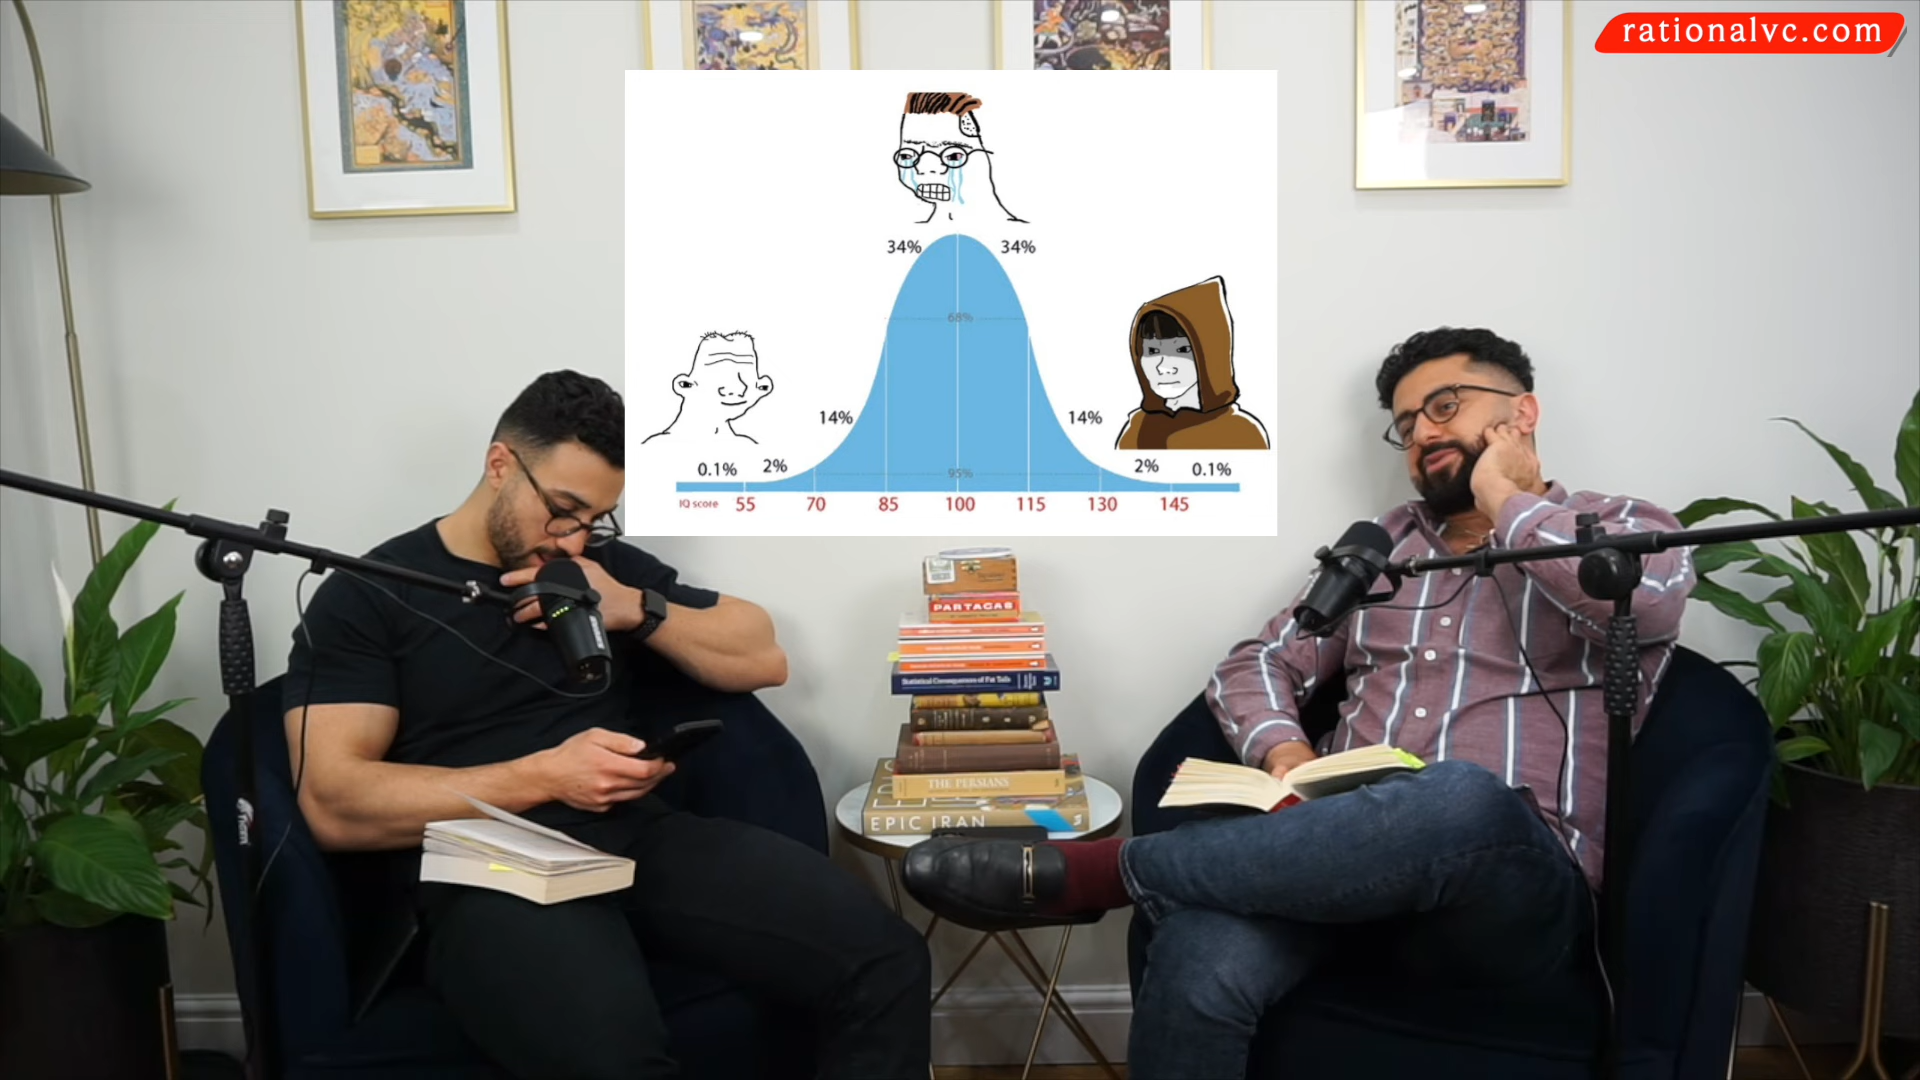 rationalvc.com
34%
34%
68%
14%
14%
0.1%
2%
95%
2%
0.1%
IQ score
55
70
85
100
115
130
145
PARTAGAS
Statistical Consequences of Fat Tails
THE PERSIANS
EPIC IRAN